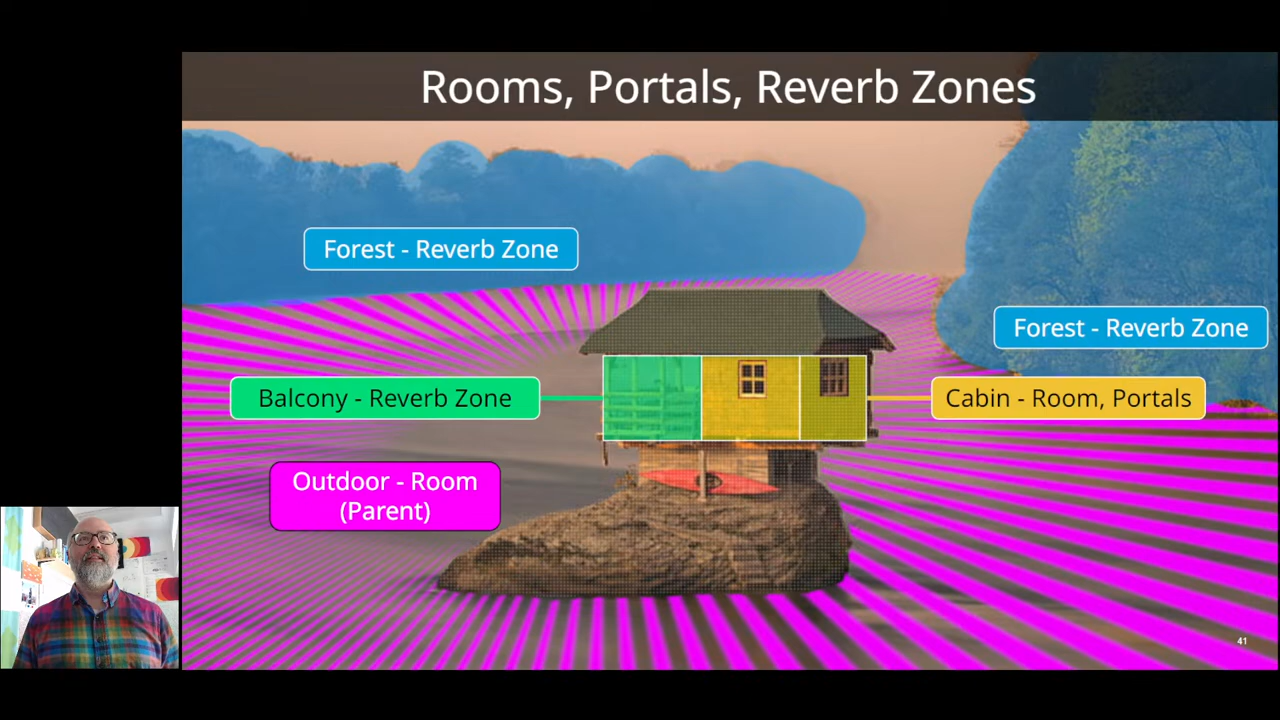 Rooms, Portals, Reverb Zones
Forest - Reverb Zone
Forest - Reverb Zone
Balcony - Reverb Zone
Cabin - Room, Portals
Outdoor - Room
(Parent)
41